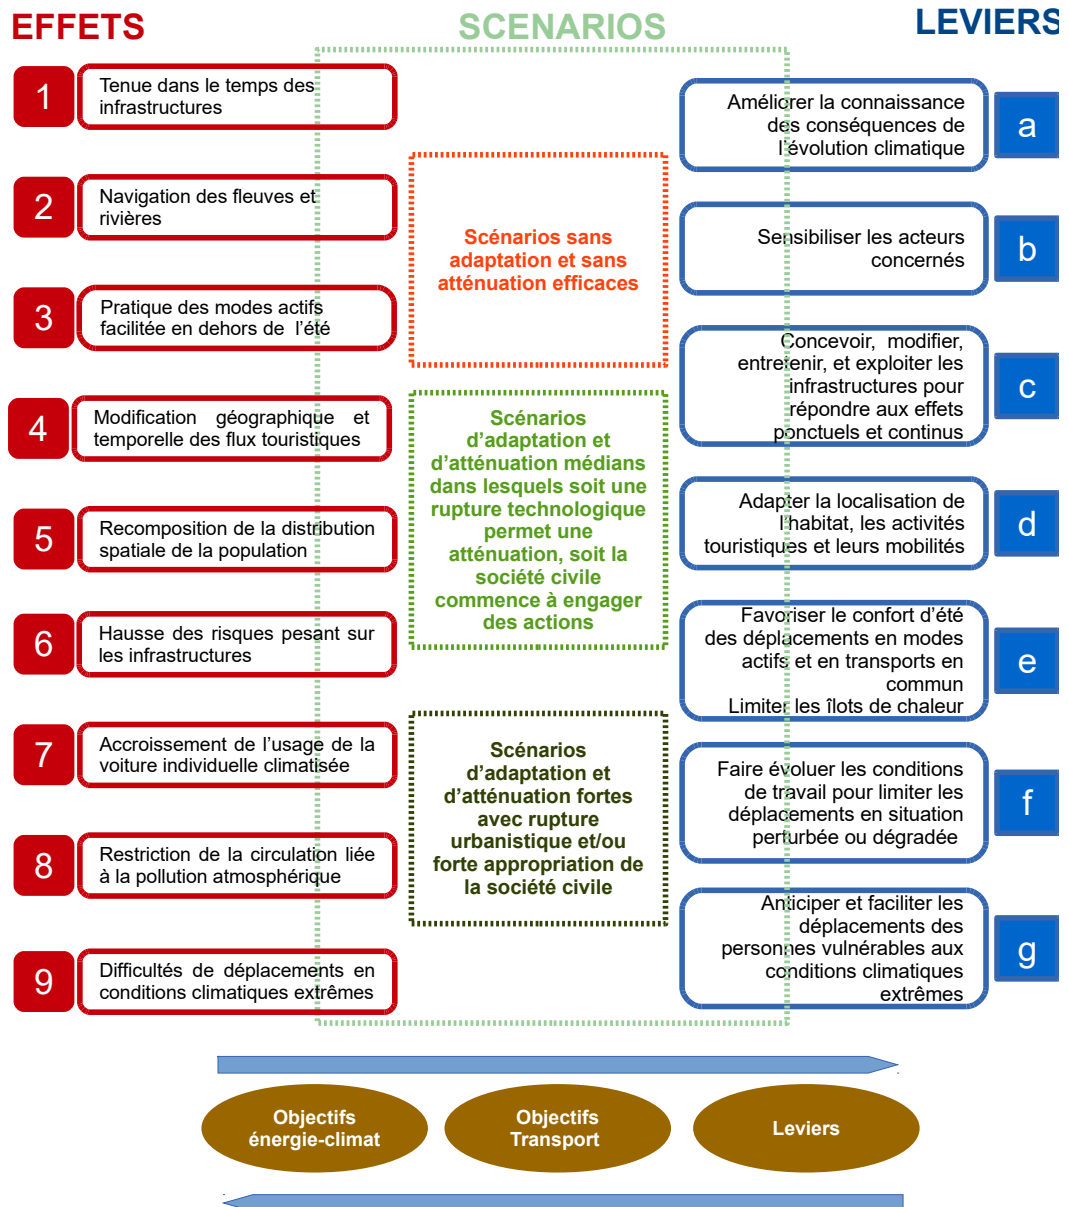 EFFETS
SCENARIOS
LEVIERS
1
Tenue dans le temps des
infrastructures
2
Navigation des fleuves et
rivières
3
Pratique des modes actifs
facilitée en dehors de l'été
4
Modification géographique et
temporelle des flux touristiques
5
Recomposition de la distribution
spatiale de la population
6
Hausse des risques pesant sur
les infrastructures
7
Accroissement de l'usage de la
voiture individuelle climatisée
8
Restriction de la circulation liée
à la pollution atmosphérique
9
Difficultés de déplacements en
conditions climatiques extrêmes
Scénarios sans
adaptation et sans
atténuation efficaces
Scénarios
d'adaptation et
d'atténuation médians
dans lesquels soit une
rupture technologique
permet une
atténuation, soit la
société civile
commence à engager
des actions
Scénarios
d'adaptation et
d'atténuation fortes
avec rupture
urbanistique et/ou
forte appropriation de
la société civile
Améliorer la connaissance
des conséquences de
l'évolution climatique
a
Sensibiliser les acteurs
concernés
b
Concevoir, modifier,
entretenir, et exploiter les
infrastructures pour
répondre aux effets
ponctuels et continus
c
Adapter la localisation de
l'habitat, les activités
touristiques et leurs mobilités
d
Favoriser le confort d'été
des déplacements en modes
actifs et en transports en
commun
Limiter les îlots de chaleur
e
Faire évoluer les conditions
de travail pour limiter les
déplacements en situation
perturbée ou dégradée
f
Anticiper et faciliter les
déplacements des
personnes vulnérables aux
conditions climatiques
extrêmes
g
Objectifs
énergie-climat
Objectifs
Transport
Leviers